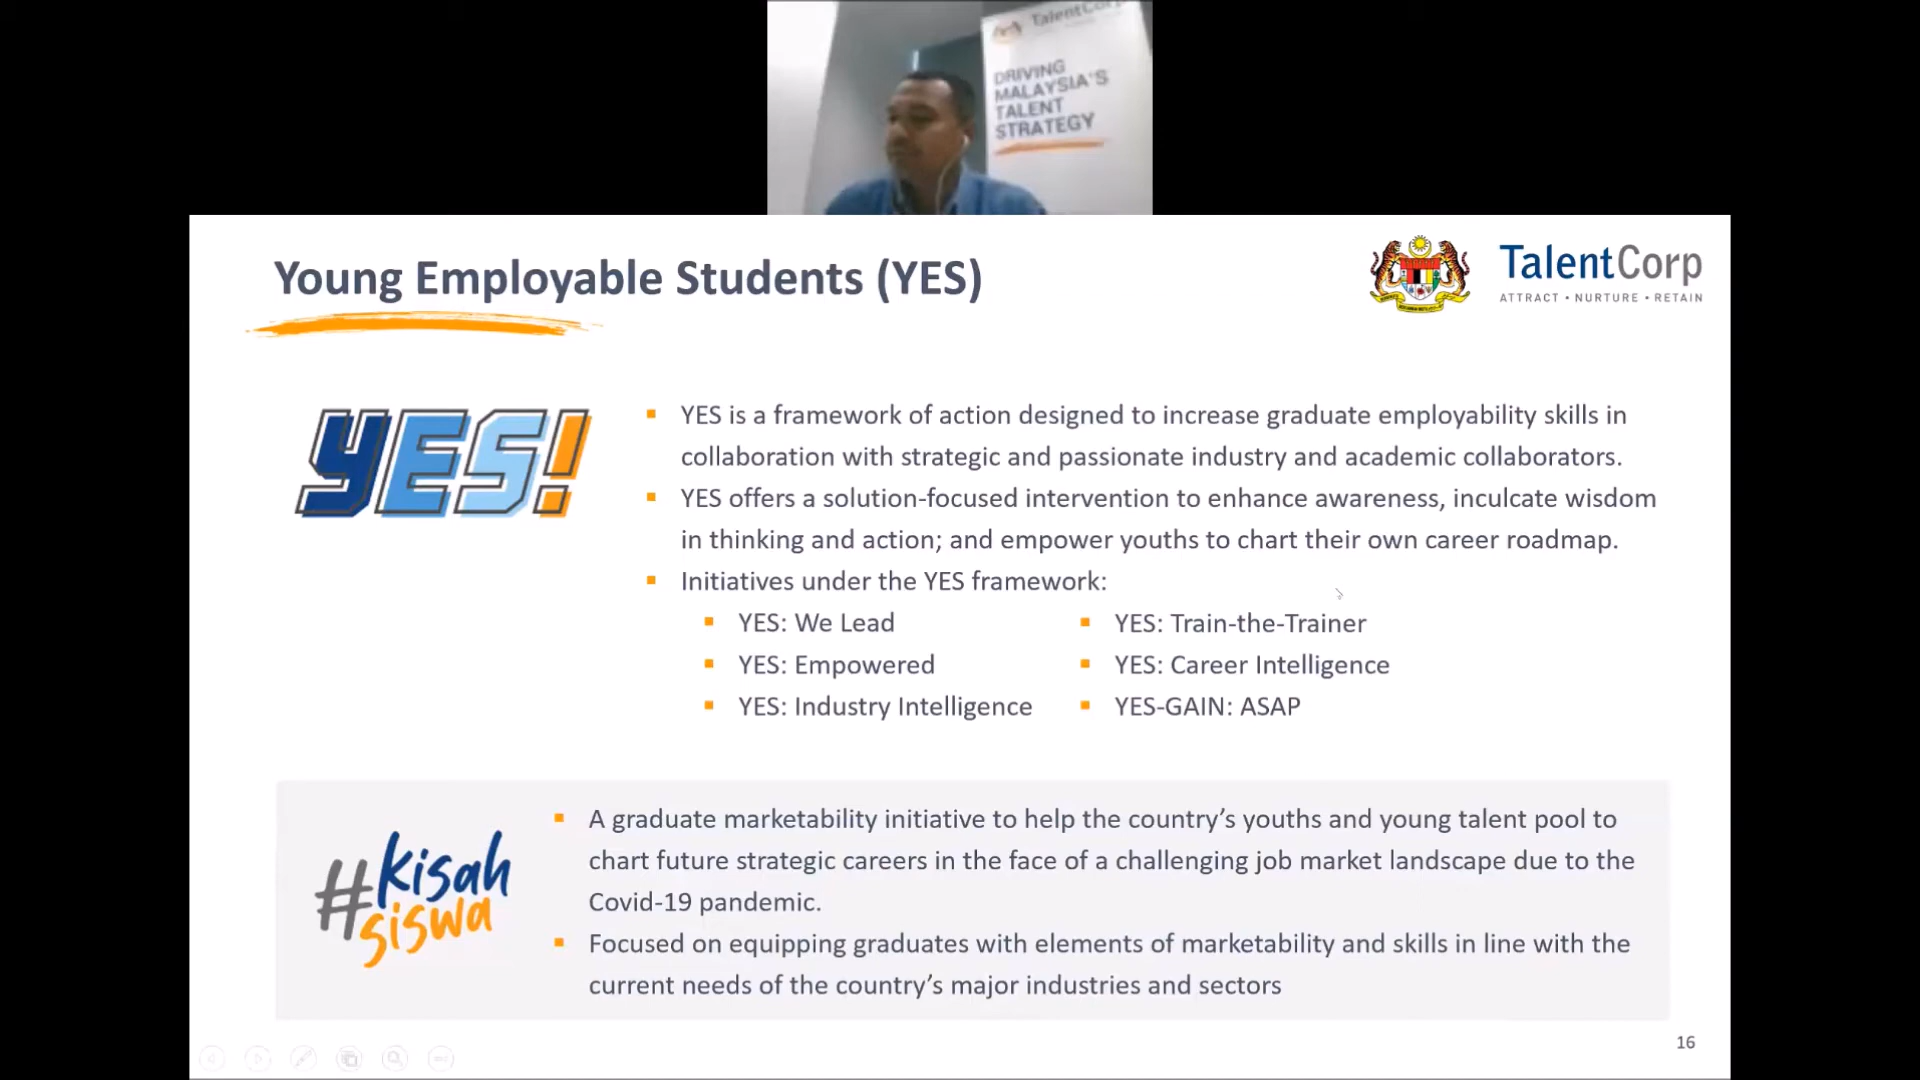 TalentCorp
DRIVING
MALAYSIA'S
TALENT
STRATEGY
Young Employable Students (YES)
TalentCorp
ATTRACT • NURTURE • RETAIN
YES!
▪ YES is a framework of action designed to increase graduate employability skills in
collaboration with strategic and passionate industry and academic collaborators.
▪ YES offers a solution-focused intervention to enhance awareness, inculcate wisdom
in thinking and action; and empower youths to chart their own career roadmap.
▪ Initiatives under the YES framework:
▪ YES: We Lead
▪ YES: Empowered
▪ YES: Industry Intelligence
▪ YES: Train-the-Trainer
▪ YES: Career Intelligence
▪ YES-GAIN: ASAP
#kisah
siswa
▪ A graduate marketability initiative to help the country’s youths and young talent pool to
chart future strategic careers in the face of a challenging job market landscape due to the
Covid-19 pandemic.
▪ Focused on equipping graduates with elements of marketability and skills in line with the
current needs of the country’s major industries and sectors
16